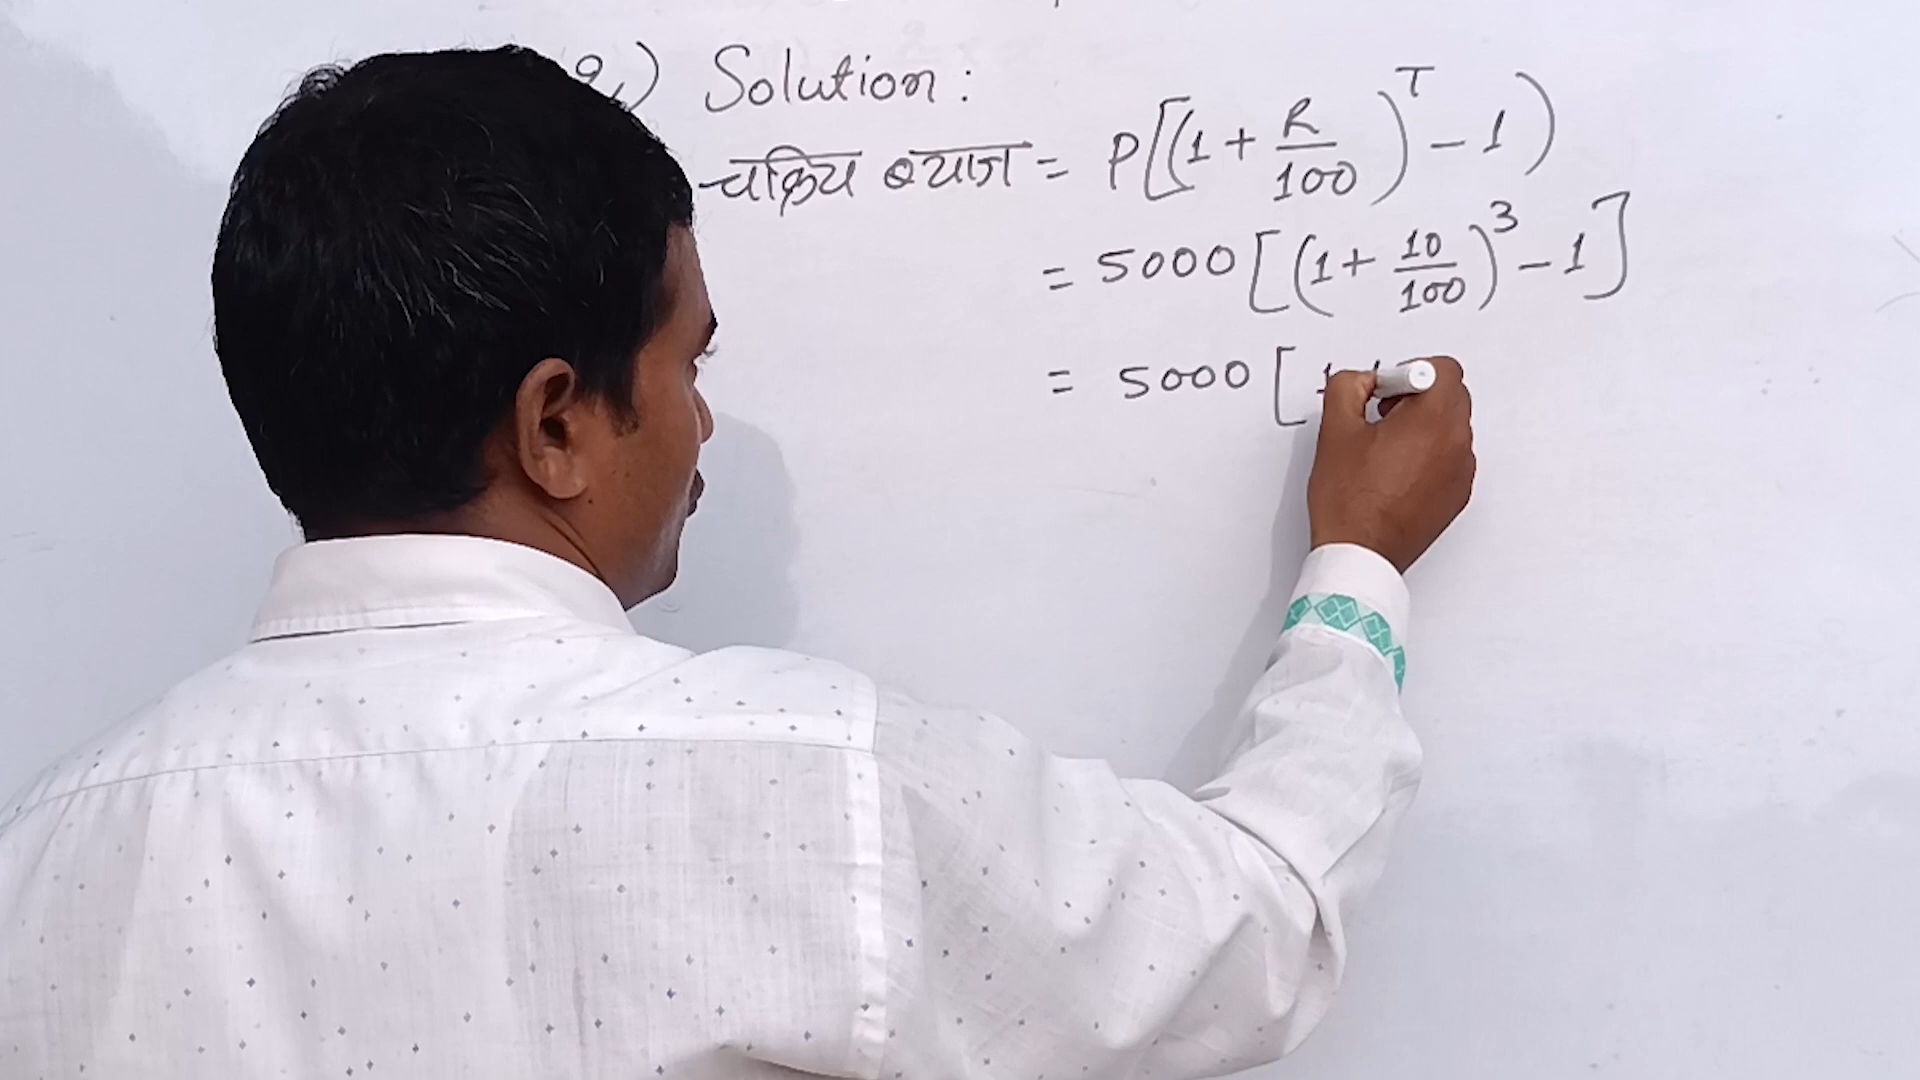 Solution :
चक्रिय ब्याज = P[(1 + R/100)^T - 1)
= 5000 [(1 + 10/100)^3 - 1]
= 5000 [